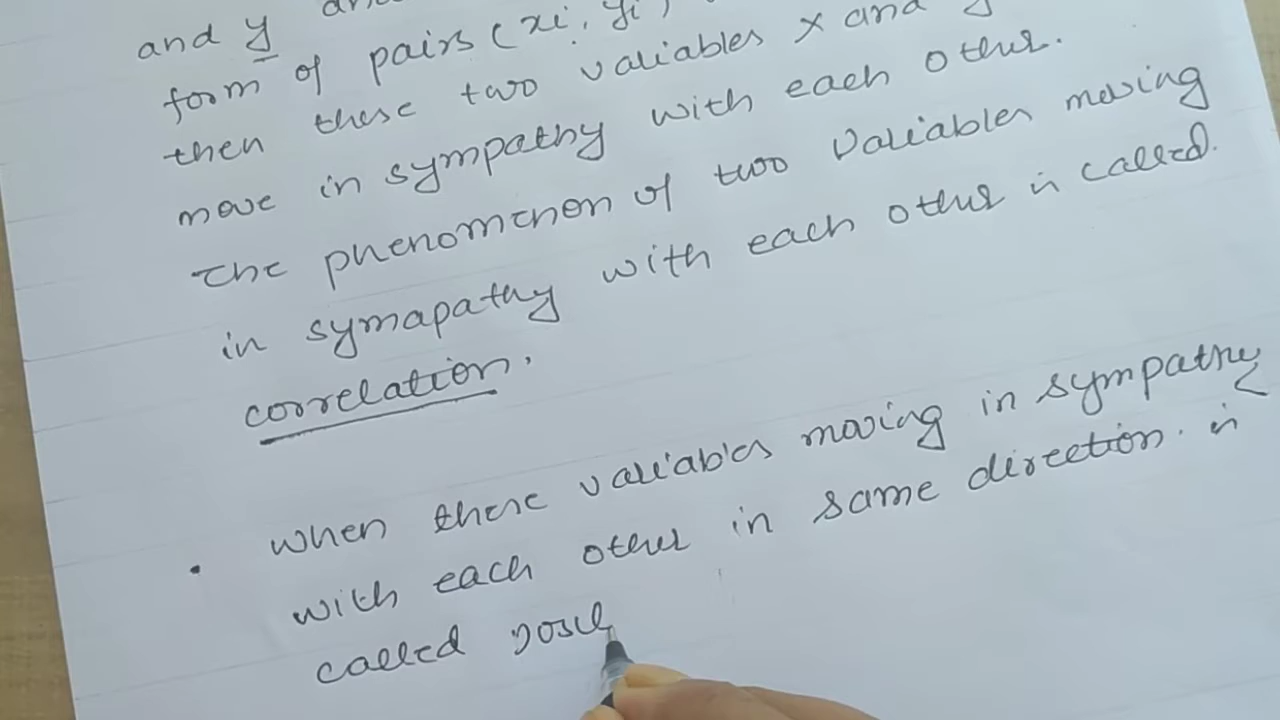 and y and
form of pairs (xi, yi)
then these two variables x and y
move in sympathy with each other.
The phenomenon of two variables moving
in symapathy with each other is called
correlation.
• When these variables moving in sympathy
with each other in same direction. is
called posi